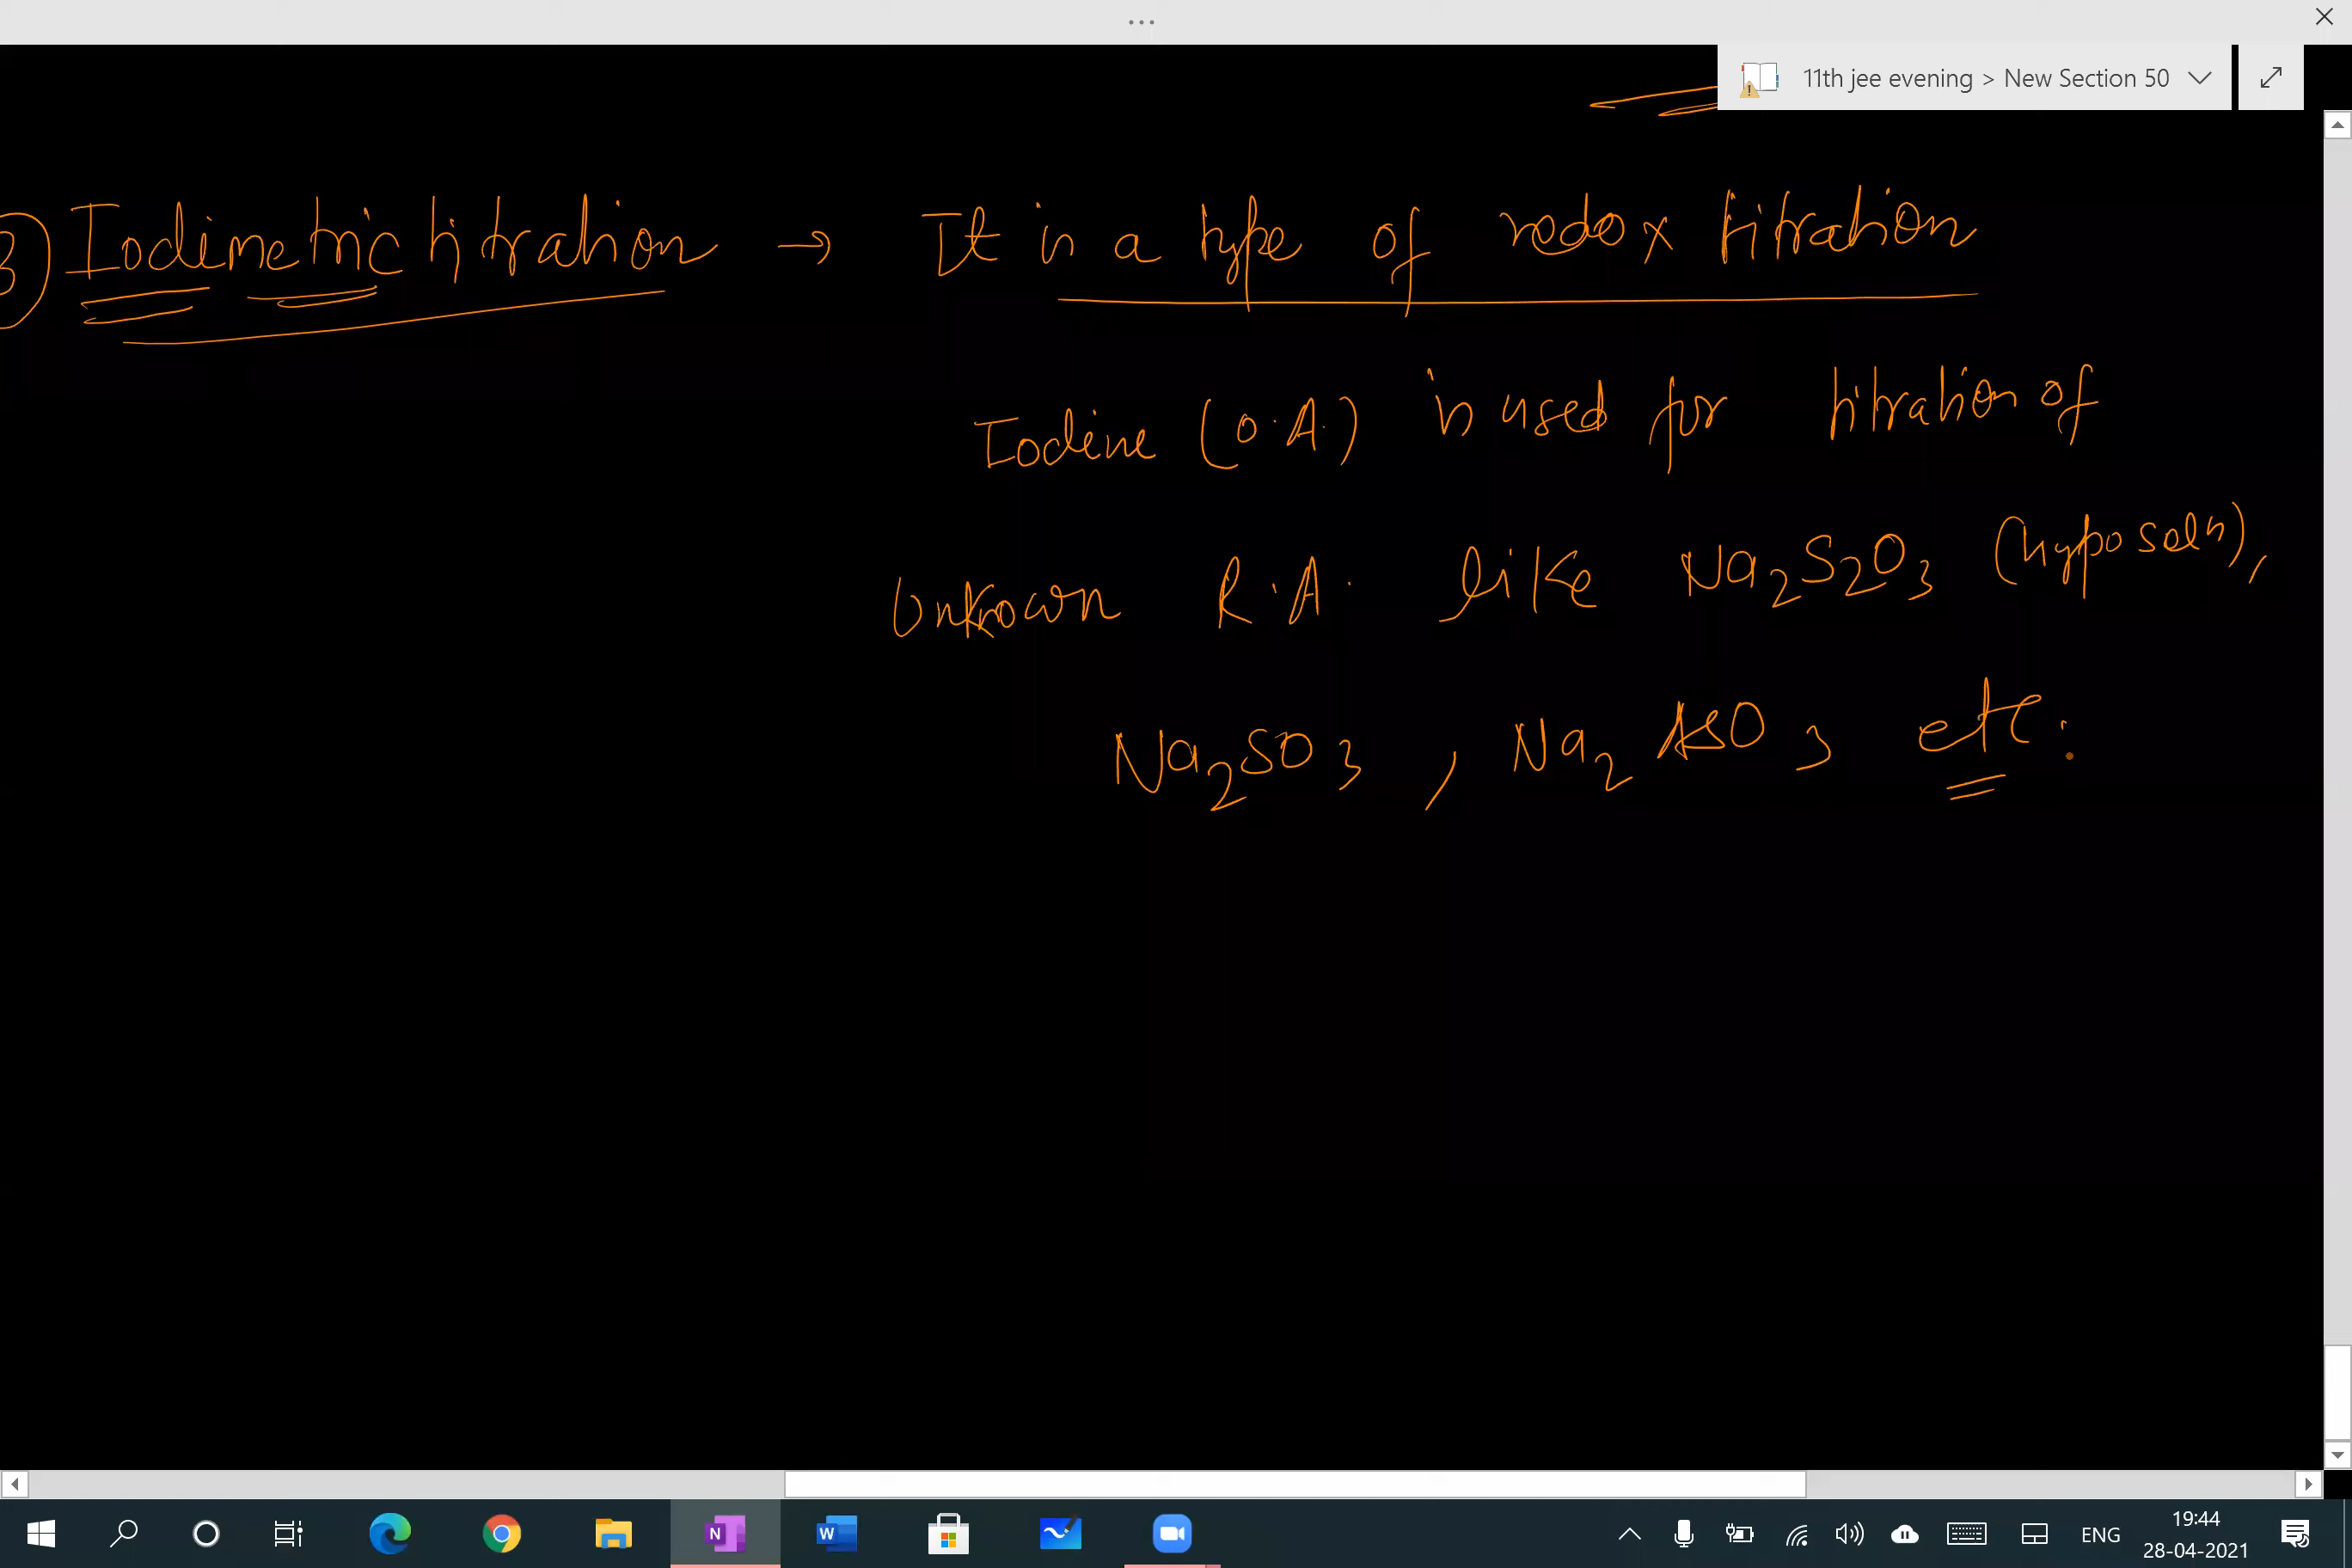 11th jee evening > New Section 50
3) Iodimetric titration → It is a type of redox titration
Iodine (O.A.) is used for titration of
Unknown R.A. like Na2S2O3 (hypo soln),
Na2SO3, Na2AsO3 etc.
N
W
ENG
19:44
28-04-2021